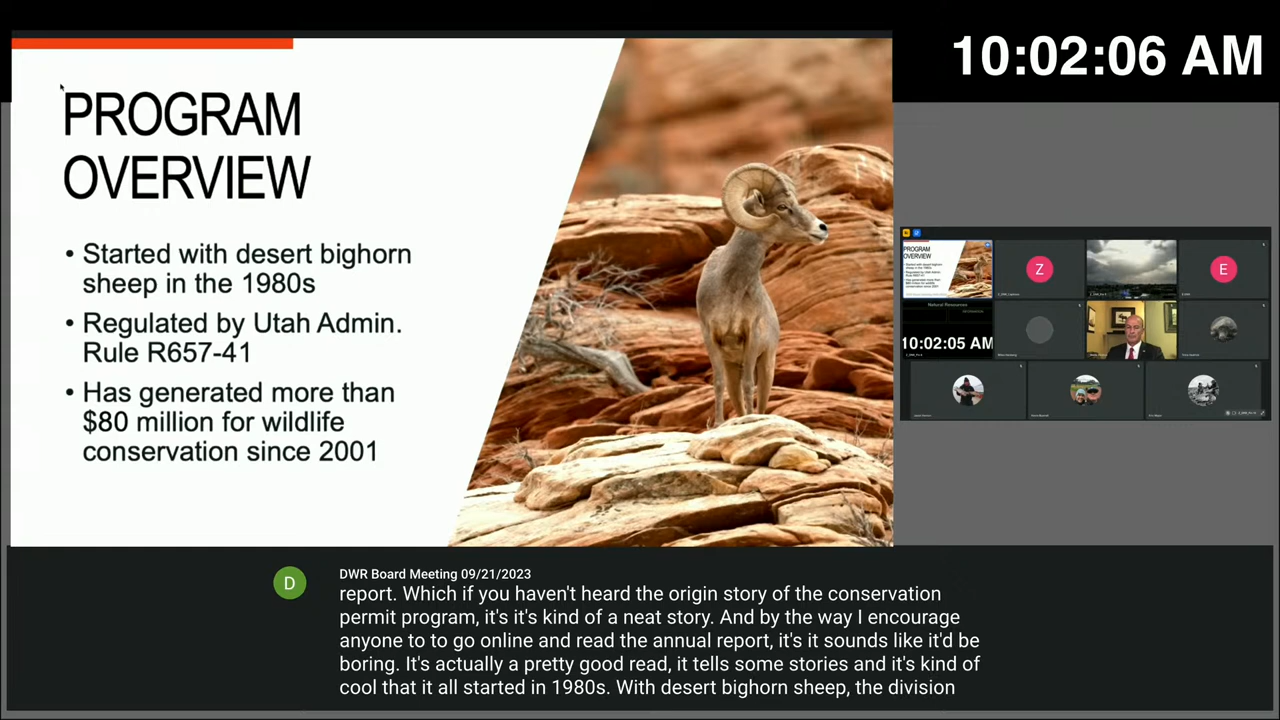 PROGRAM
OVERVIEW
• Started with desert bighorn
sheep in the 1980s
• Regulated by Utah Admin.
Rule R657-41
• Has generated more than
$80 million for wildlife
conservation since 2001
10:02:06 AM
PROGRAM
OVERVIEW
Z
E
Natural Resources
10:02:05 AM
D
DWR Board Meeting 09/21/2023
report. Which if you haven't heard the origin story of the conservation
permit program, it's it's kind of a neat story. And by the way I encourage
anyone to to go online and read the annual report, it's it sounds like it'd be
boring. It's actually a pretty good read, it tells some stories and it's kind of
cool that it all started in 1980s. With desert bighorn sheep, the division